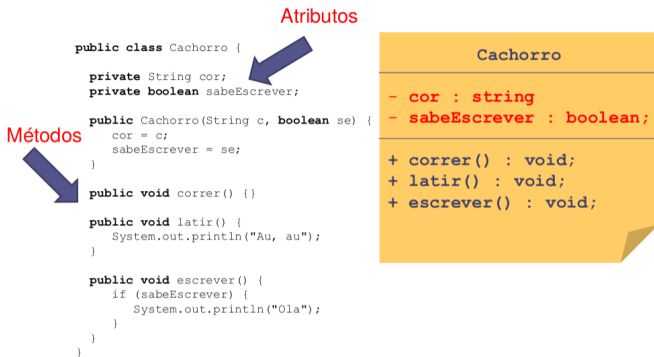 Atributos
Métodos
public class Cachorro {
private String cor;
private boolean sabeEscrever;
public Cachorro(String c, boolean se) {
cor = c;
sabeEscrever = se;
}
public void correr() {}
public void latir() {
System.out.println("Au, au");
}
public void escrever() {
if (sabeEscrever) {
System.out.println("Ola");
}
}
}
Cachorro
- cor : string
- sabeEscrever : boolean;
+ correr() : void;
+ latir() : void;
+ escrever() : void;